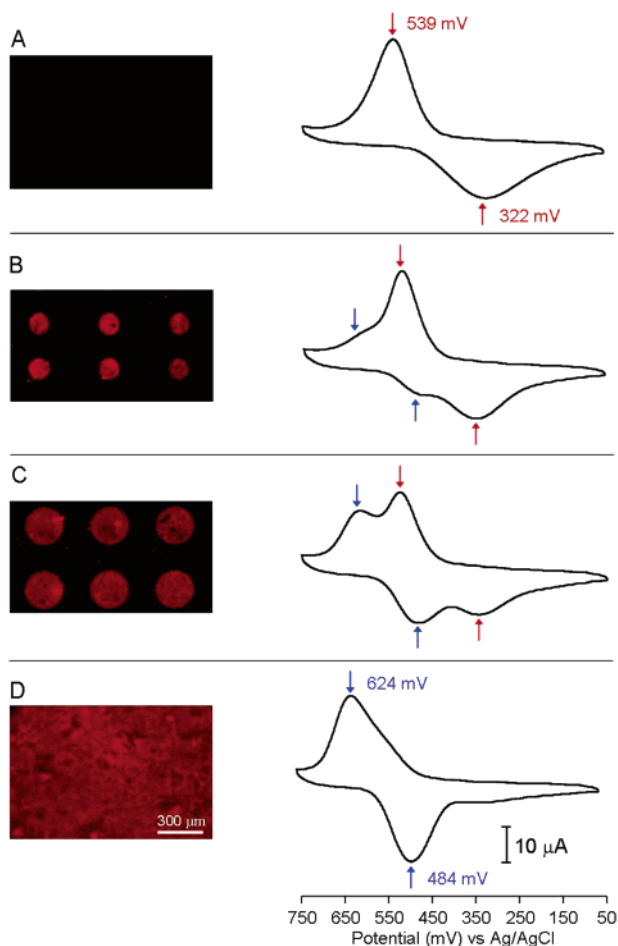 A
539 mV
322 mV
B
C
D
624 mV
300 μm
10 μA
484 mV
750 650 550 450 350 250 150 50
Potential (mV) vs Ag/AgCl